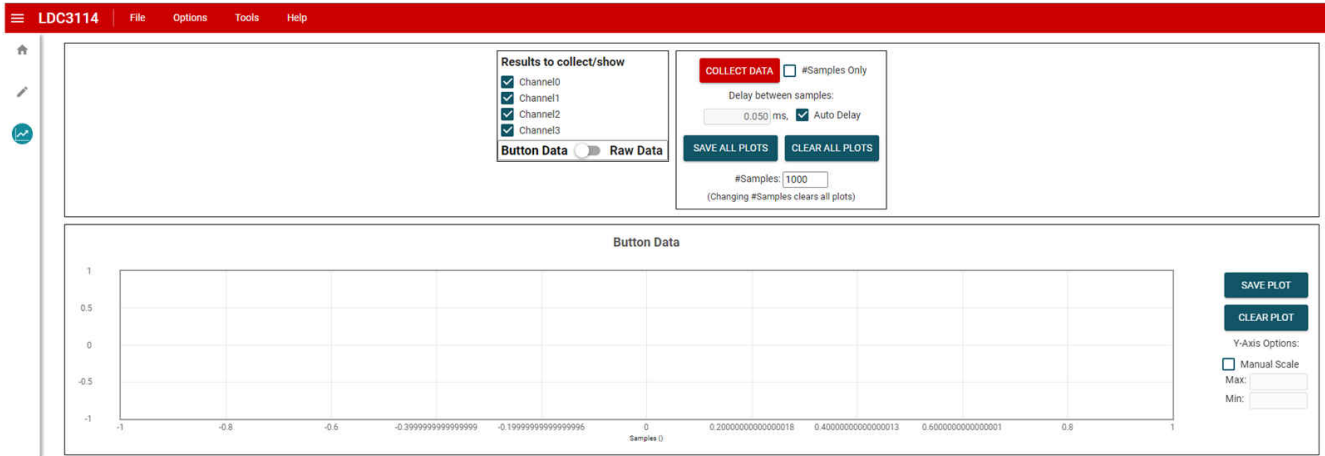 LDC3114 File Options Tools Help
Results to collect/show
Channel0
Channel1
Channel2
Channel3
Button Data Raw Data
COLLECT DATA #Samples Only
Delay between samples:
0.050 ms, Auto Delay
SAVE ALL PLOTS CLEAR ALL PLOTS
#Samples: 1000
(Changing #Samples clears all plots)
Button Data
1
0.5
0
-0.5
-1
-1 -0.8 -0.6 -0.3999999999999999 -0.1999999999999996 0 0.20000000000000018 0.40000000000000013 0.6000000000000001 0.8 1
Samples ()
SAVE PLOT
CLEAR PLOT
Y-Axis Options:
Manual Scale
Max:
Min: